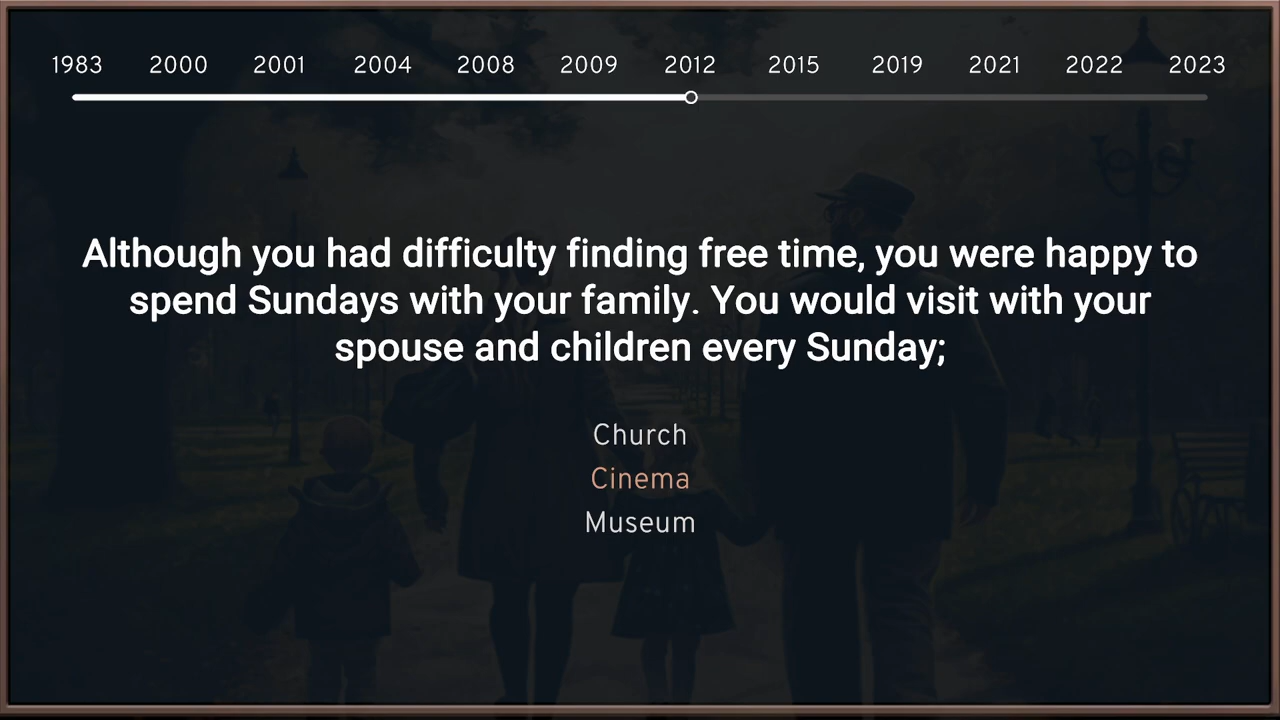 1983 2000 2001 2004 2008 2009 2012 2015 2019 2021 2022 2023
Although you had difficulty finding free time, you were happy to
spend Sundays with your family. You would visit with your
spouse and children every Sunday;
Church
Cinema
Museum